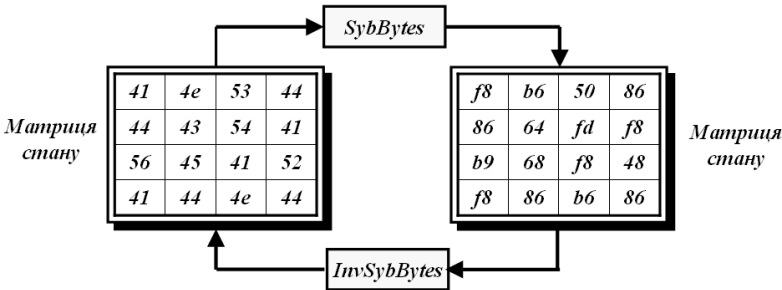 SybBytes
Матриця
стану
41 4e 53 44
44 43 54 41
56 45 41 52
41 44 4e 44
f8 b6 50 86
86 64 fd f8
b9 68 f8 48
f8 86 b6 86
Матриця
стану
InvSybBytes